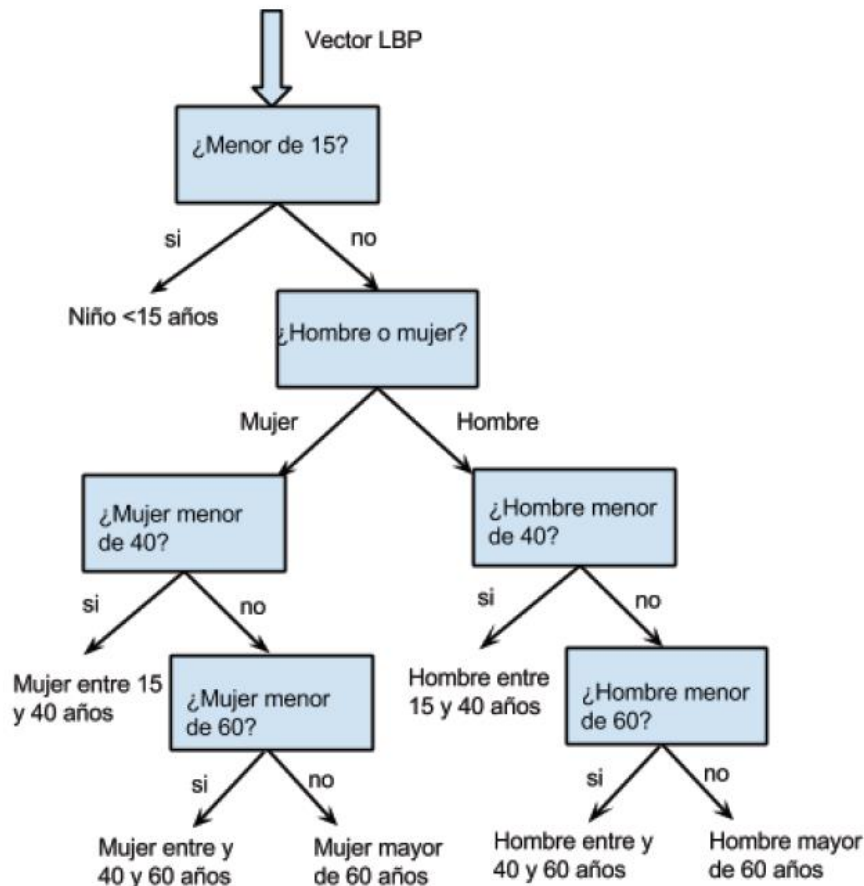 Vector LBP
¿Menor de 15?
si
no
Niño <15 años
¿Hombre o mujer?
Mujer
Hombre
¿Mujer menor
de 40?
¿Hombre menor
de 40?
si
no
si
no
Mujer entre 15
y 40 años
¿Mujer menor
de 60?
Hombre entre
15 y 40 años
¿Hombre menor
de 60?
si
no
si
no
Mujer entre y
40 y 60 años
Mujer mayor
de 60 años
Hombre entre y
40 y 60 años
Hombre mayor
de 60 años